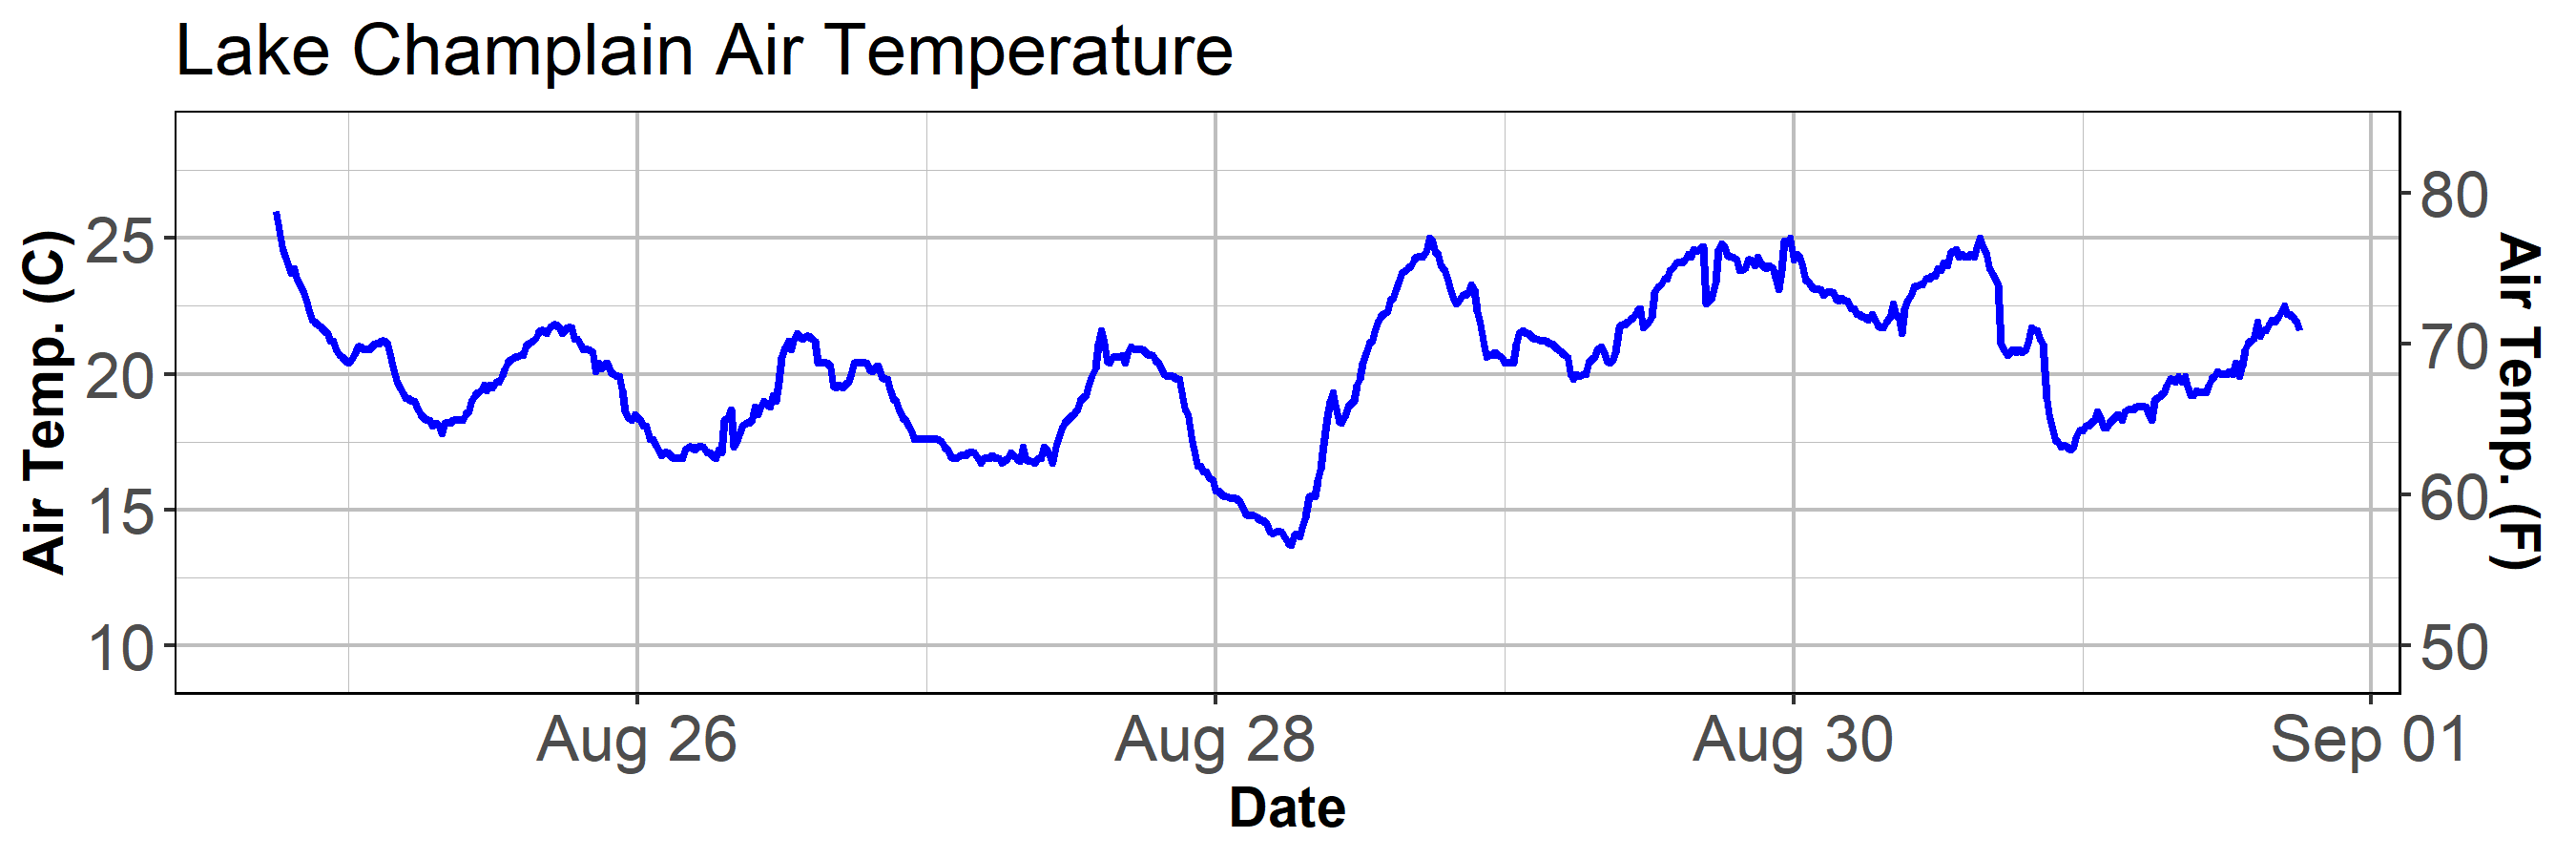 Lake Champlain Air Temperature
Air Temp. (C)
25
20
15
10
80
70
60
50
Air Temp. (F)
Aug 26 Aug 28 Aug 30 Sep 01
Date